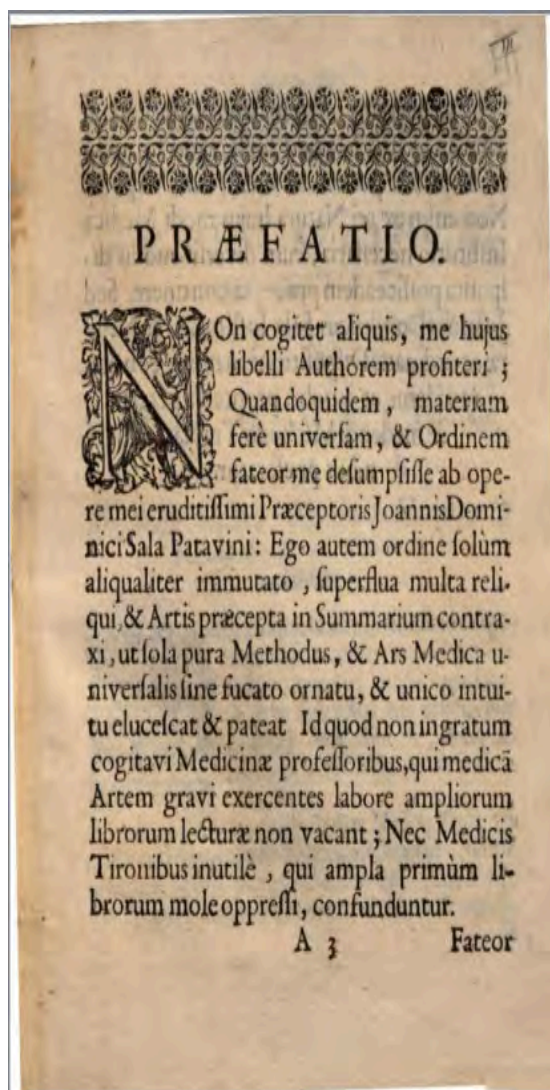 PRÆFATIO.
NOn cogitet aliquis, me hujus
libelli Authorem profiteri ;
Quandoquidem, materiam
ferè universam, & Ordinem
fateor me desumpsisse ab ope-
re mei eruditissimi Præceptoris Joannis Domi-
nici Sala Patavini: Ego autem ordine solùm
aliqualiter immutato, superflua multa reli-
qui, & Artis præcepta in Summarium contra-
xi, ut sola pura Methodus, & Ars Medica u-
niversalis sine fucato ornatu, & unico intui-
tu elucescat & pateat Id quod non ingratum
cogitavi Medicinæ professoribus, qui medicã
Artem gravi exercentes labore ampliorum
librorum lecturæ non vacant ; Nec Medicis
Tironibus inutilè, qui ampla primùm li-
brorum mole oppressi, confunduntur.
A 3 Fateor